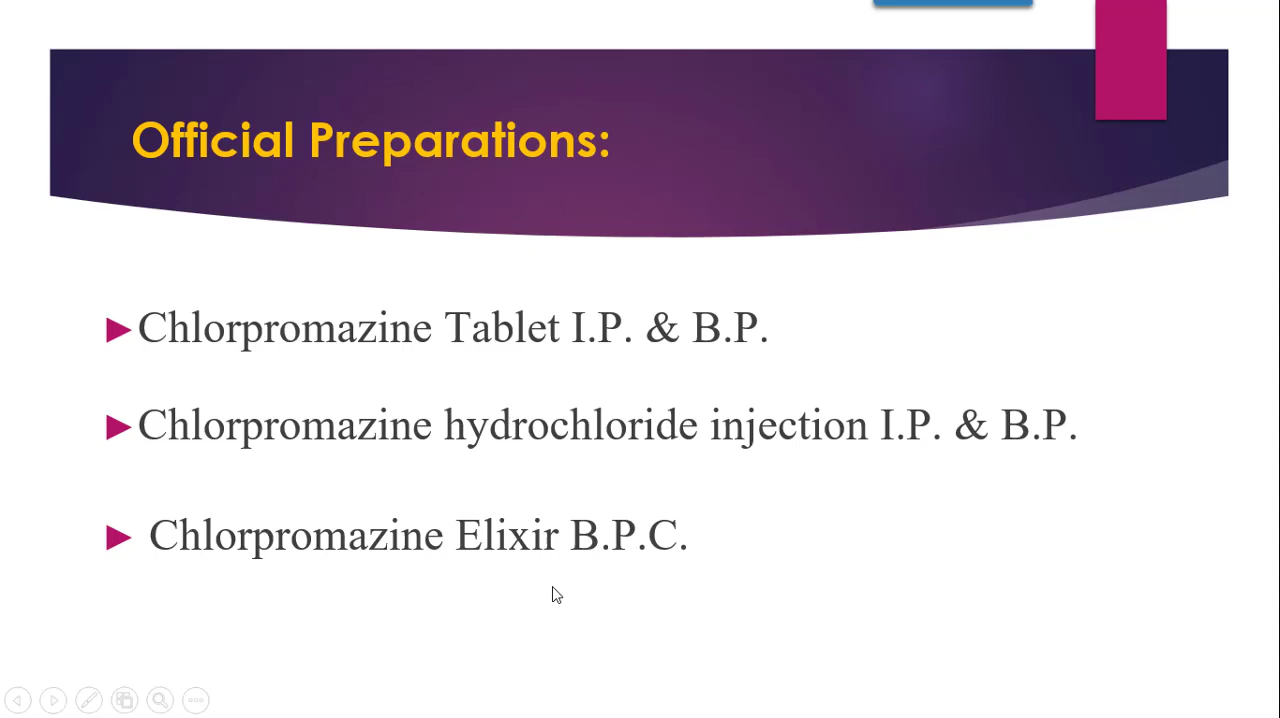 Official Preparations:
Chlorpromazine Tablet I.P. & B.P.
Chlorpromazine hydrochloride injection I.P. & B.P.
Chlorpromazine Elixir B.P.C.